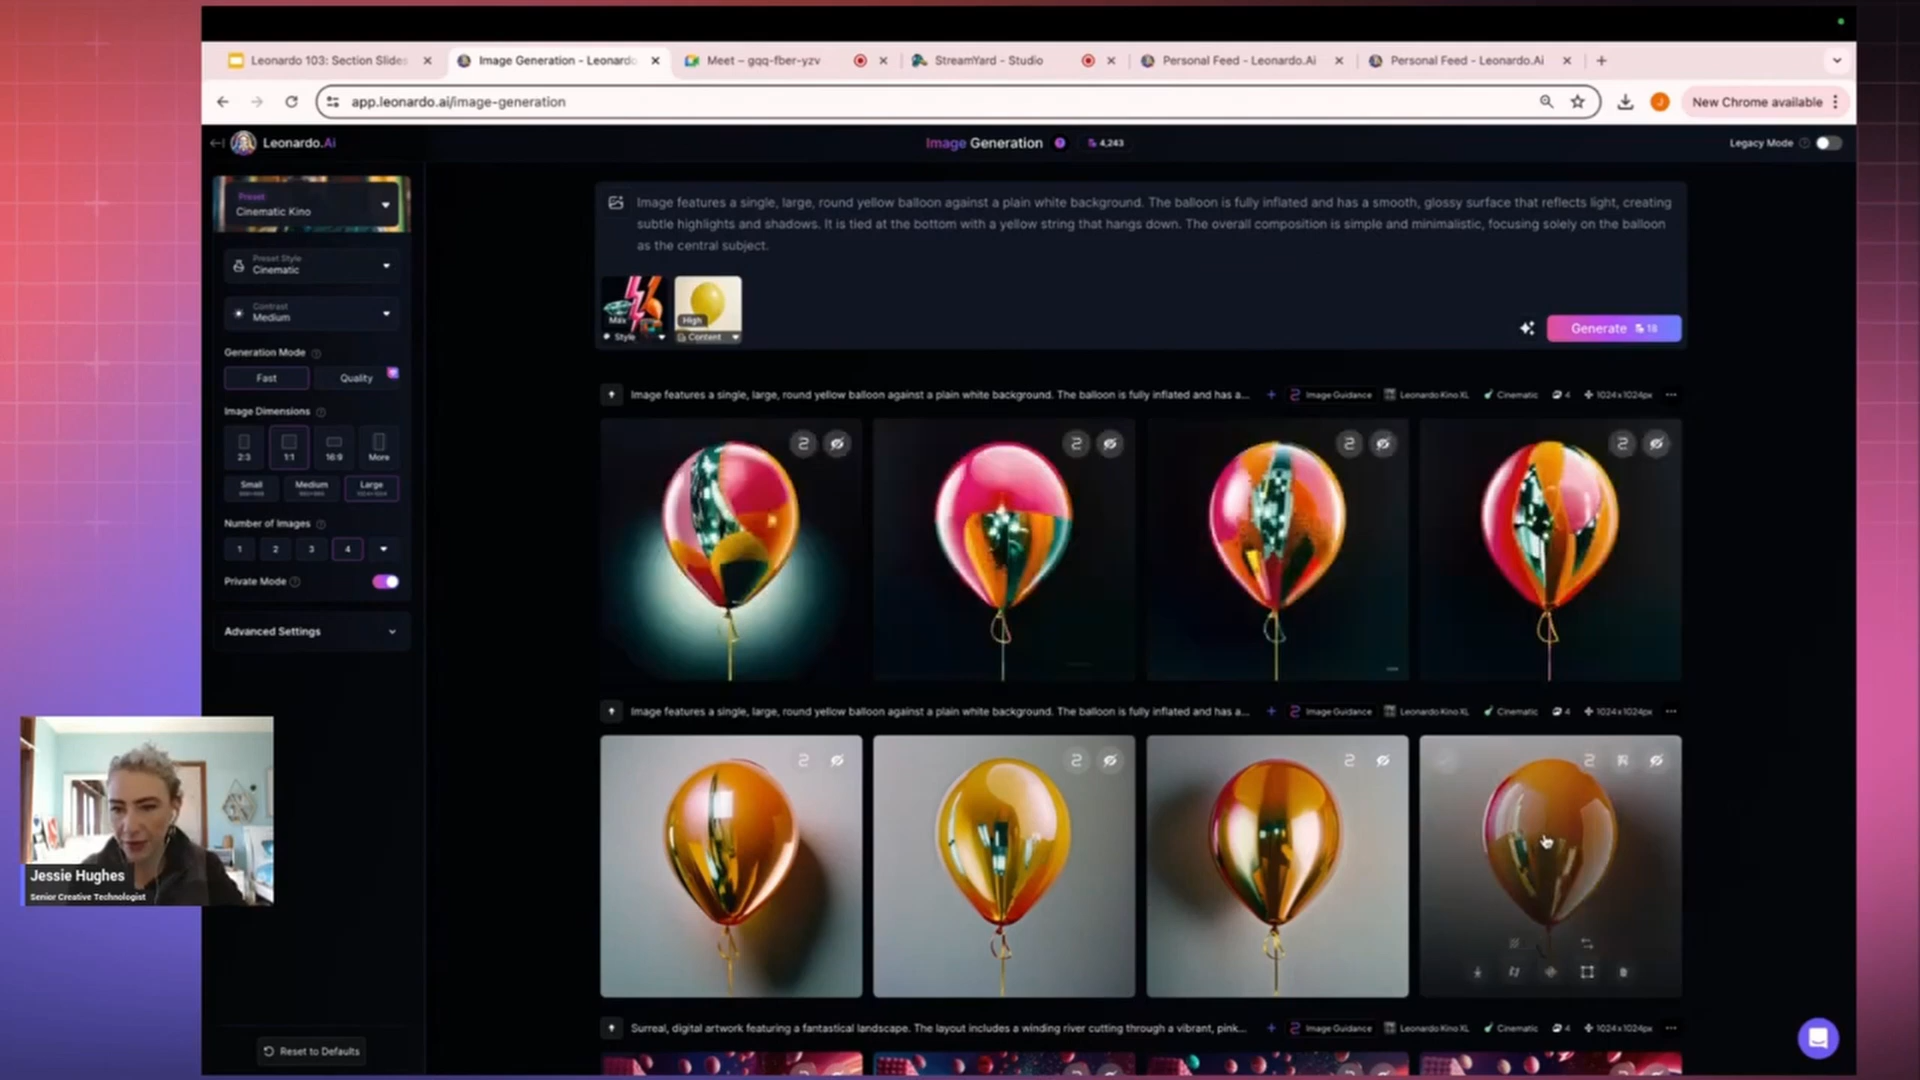 Leonardo 103: Section Slides
Image Generation - Leonardo
Meet – gqq-fber-yzv
StreamYard - Studio
Personal Feed - Leonardo.Ai
Personal Feed - Leonardo.Ai
app.leonardo.ai/image-generation
New Chrome available
Leonardo.Ai
Image Generation
4,243
Legacy Mode
Preset
Cinematic Kino
Preset Style
Cinematic
Contrast
Medium
Generation Mode
Fast
Quality
Image Dimensions
2:3
1:1
16:9
More
Small
Medium
Large
Number of Images
1
2
3
4
Private Mode
Advanced Settings
Reset to Defaults
Image features a single, large, round yellow balloon against a plain white background. The balloon is fully inflated and has a smooth, glossy surface that reflects light, creating
subtle highlights and shadows. It is tied at the bottom with a yellow string that hangs down. The overall composition is simple and minimalistic, focusing solely on the balloon
as the central subject.
Max
Style
High
Content
Generate 18
Image features a single, large, round yellow balloon against a plain white background. The balloon is fully inflated and has a...
Image Guidance
Leonardo Kino XL
Cinematic
4
1024x1024px
Image features a single, large, round yellow balloon against a plain white background. The balloon is fully inflated and has a...
Image Guidance
Leonardo Kino XL
Cinematic
4
1024x1024px
Surreal, digital artwork featuring a fantastical landscape. The layout includes a winding river cutting through a vibrant, pink...
Image Guidance
Leonardo Kino XL
Cinematic
4
1024x1024px
Jessie Hughes
Senior Creative Technologist